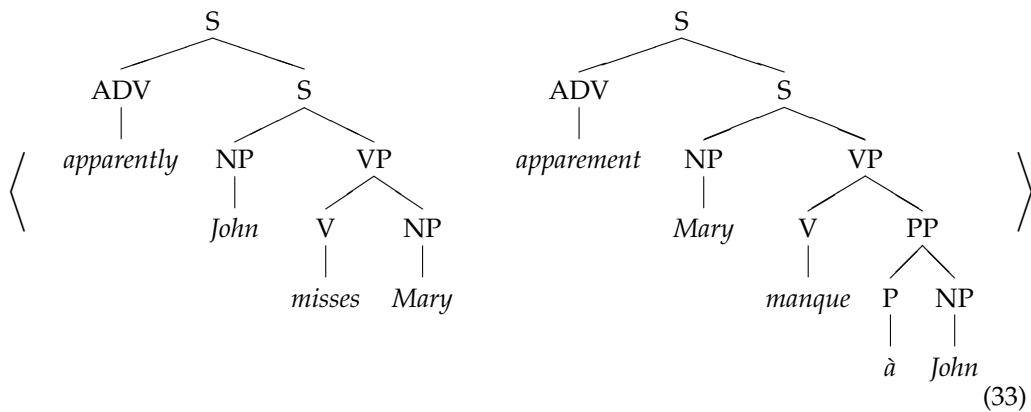 S S
ADV S ADV S
apparently NP VP apparement NP VP
John V NP Mary V PP
misses Mary manque P NP
à John
(33)